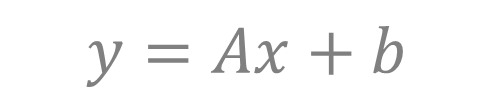 y = Ax + b